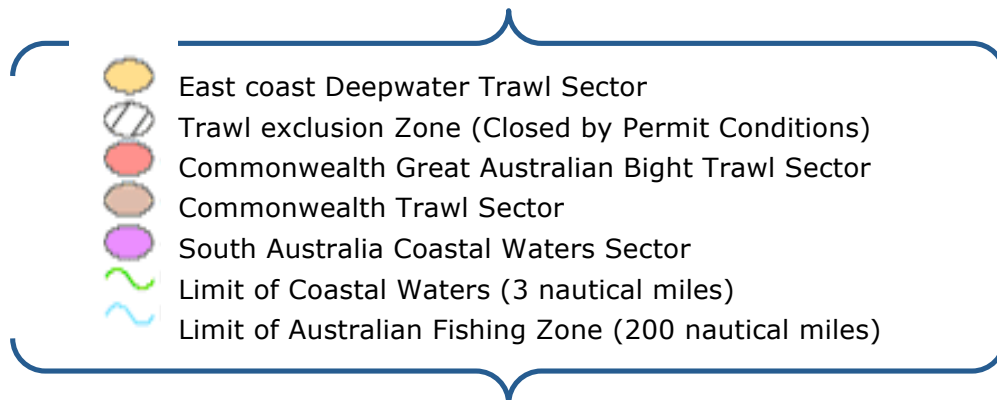 East coast Deepwater Trawl Sector
Trawl exclusion Zone (Closed by Permit Conditions)
Commonwealth Great Australian Bight Trawl Sector
Commonwealth Trawl Sector
South Australia Coastal Waters Sector
Limit of Coastal Waters (3 nautical miles)
Limit of Australian Fishing Zone (200 nautical miles)